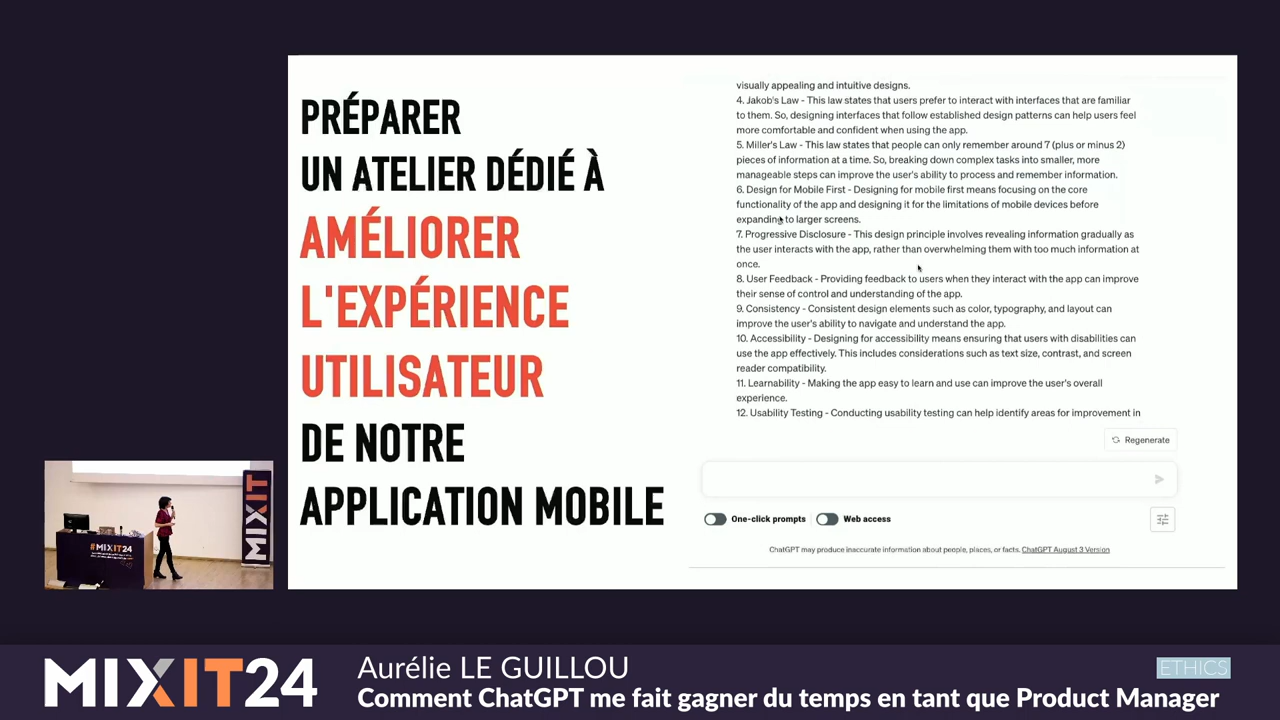 PRÉPARER
UN ATELIER DÉDIÉ À
AMÉLIORER
L'EXPÉRIENCE
UTILISATEUR
DE NOTRE
APPLICATION MOBILE
visually appealing and intuitive designs.
4. Jakob's Law - This law states that users prefer to interact with interfaces that are familiar
to them. So, designing interfaces that follow established design patterns can help users feel
more comfortable and confident when using the app.
5. Miller's Law - This law states that people can only remember around 7 (plus or minus 2)
pieces of information at a time. So, breaking down complex tasks into smaller, more
manageable steps can improve the user's ability to process and remember information.
6. Design for Mobile First - Designing for mobile first means focusing on the core
functionality of the app and designing it for the limitations of mobile devices before
expanding to larger screens.
7. Progressive Disclosure - This design principle involves revealing information gradually as
the user interacts with the app, rather than overwhelming them with too much information at
once.
8. User Feedback - Providing feedback to users when they interact with the app can improve
their sense of control and understanding of the app.
9. Consistency - Consistent design elements such as color, typography, and layout can
improve the user's ability to navigate and understand the app.
10. Accessibility - Designing for accessibility means ensuring that users with disabilities can
use the app effectively. This includes considerations such as text size, contrast, and screen
reader compatibility.
11. Learnability - Making the app easy to learn and use can improve the user's overall
experience.
12. Usability Testing - Conducting usability testing can help identify areas for improvement in
Regenerate
One-click prompts
Web access
ChatGPT may produce inaccurate information about people, places, or facts. ChatGPT August 3 Version
#MIXIT24
MIXIT
MIXIT24
Aurélie LE GUILLOU
Comment ChatGPT me fait gagner du temps en tant que Product Manager
ETHICS